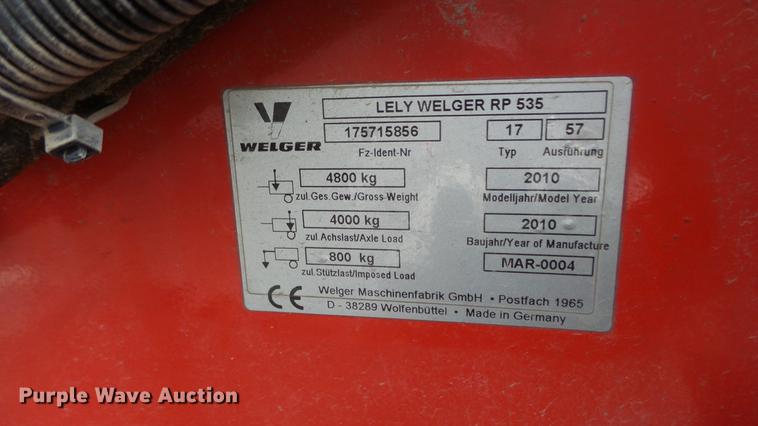 LELY WELGER RP 535
WELGER
175715856 17 57
Fz-Ident-Nr Typ Ausführung
4800 kg 2010
zul.Ges.Gew./Gross-Weight Modelljahr/Model Year
4000 kg 2010
zul.Achslast/Axle Load Baujahr/Year of Manufacture
800 kg MAR-0004
zul.Stützlast/Imposed Load
CE Welger Maschinenfabrik GmbH • Postfach 1965
D - 38289 Wolfenbüttel • Made in Germany
Purple Wave Auction